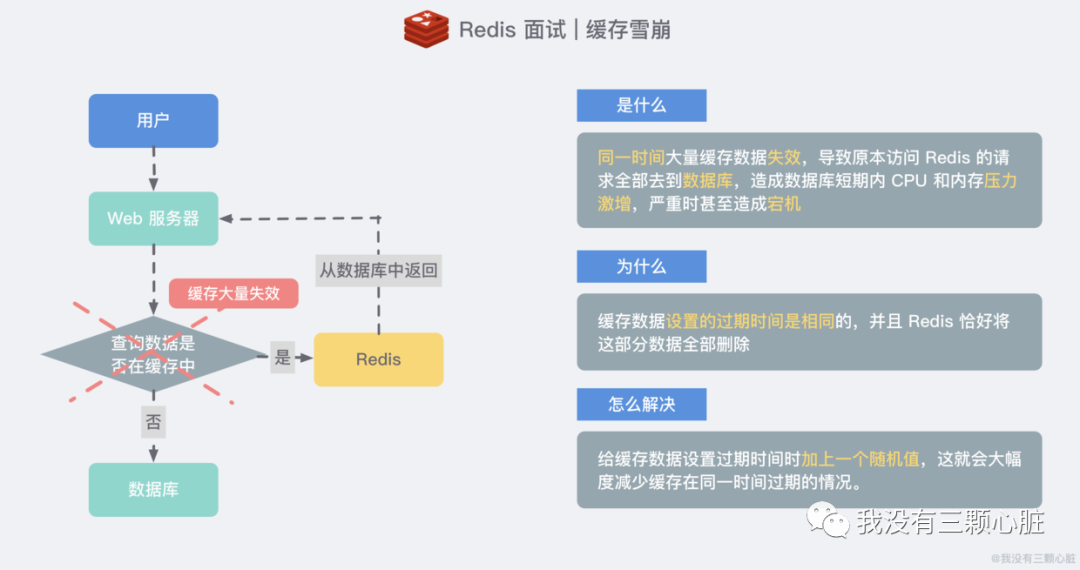 Redis 面试 | 缓存雪崩
用户
Web 服务器
从数据库中返回
缓存大量失效
查询数据是
否在缓存中
是
Redis
否
数据库
是什么
同一时间大量缓存数据失效，导致原本访问 Redis 的请
求全部去到数据库，造成数据库短期内 CPU 和内存压力
激增，严重时甚至造成宕机
为什么
缓存数据设置的过期时间是相同的，并且 Redis 恰好将
这部分数据全部删除
怎么解决
给缓存数据设置过期时间时加上一个随机值，这就会大幅
度减少缓存在同一时间过期的情况。
我没有三颗心脏
@我没有三颗心脏